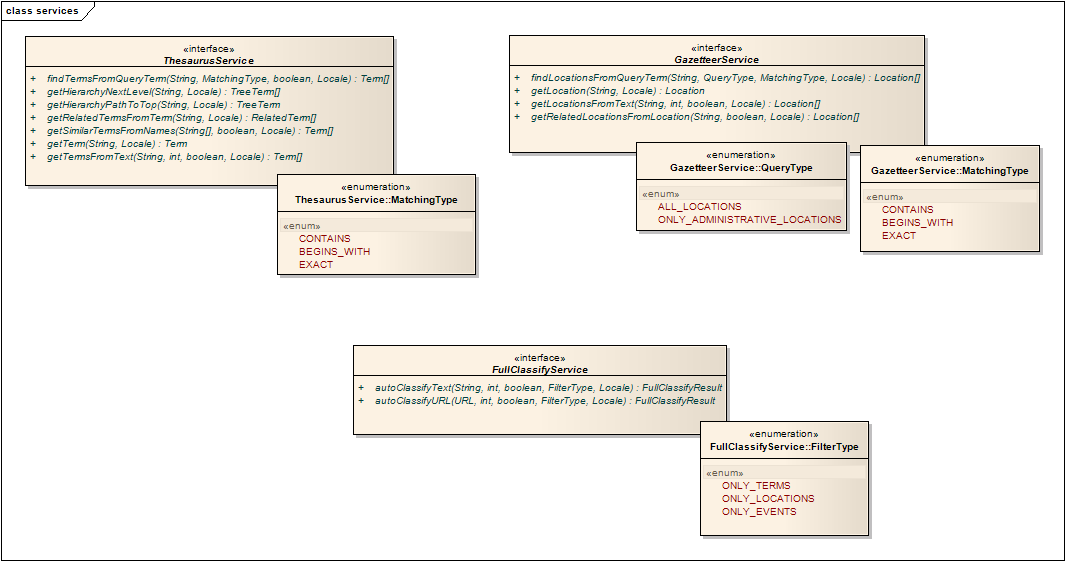 class services
«interface»
ThesaurusService
+ findTermsFromQueryTerm(String, MatchingType, boolean, Locale) : Term[]
+ getHierarchyNextLevel(String, Locale) : TreeTerm[]
+ getHierarchyPathToTop(String, Locale) : TreeTerm
+ getRelatedTermsFromTerm(String, Locale) : RelatedTerm[]
+ getSimilarTermsFromNames(String[], boolean, Locale) : Term[]
+ getTerm(String, Locale) : Term
+ getTermsFromText(String, int, boolean, Locale) : Term[]
«enumeration»
ThesaurusService::MatchingType
«enum»
CONTAINS
BEGINS_WITH
EXACT
«interface»
GazetteerService
+ findLocationsFromQueryTerm(String, QueryType, MatchingType, Locale) : Location[]
+ getLocation(String, Locale) : Location
+ getLocationsFromText(String, int, boolean, Locale) : Location[]
+ getRelatedLocationsFromLocation(String, boolean, Locale) : Location[]
«enumeration»
GazetteerService::QueryType
«enum»
ALL_LOCATIONS
ONLY_ADMINISTRATIVE_LOCATIONS
«enumeration»
GazetteerService::MatchingType
«enum»
CONTAINS
BEGINS_WITH
EXACT
«interface»
FullClassifyService
+ autoClassifyText(String, int, boolean, FilterType, Locale) : FullClassifyResult
+ autoClassifyURL(URL, int, boolean, FilterType, Locale) : FullClassifyResult
«enumeration»
FullClassifyService::FilterType
«enum»
ONLY_TERMS
ONLY_LOCATIONS
ONLY_EVENTS